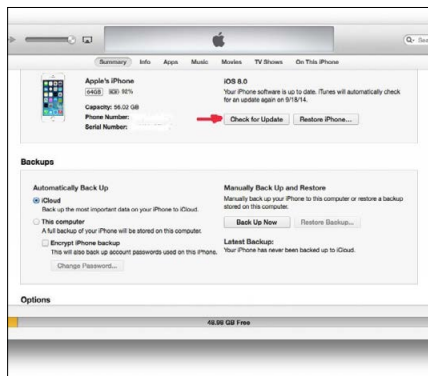 Summary Info Apps Music Movies TV Shows On This iPhone
Apple's iPhone
64GB 92%
Capacity: 56.02 GB
Phone Number:
Serial Number:
iOS 8.0
Your iPhone software is up to date. iTunes will automatically check
for an update again on 9/18/14.
Check for Update Restore iPhone...
Backups
Automatically Back Up
iCloud
Back up the most important data on your iPhone to iCloud.
This computer
A full backup of your iPhone will be stored on this computer.
Encrypt iPhone backup
This will also back up account passwords used on this iPhone.
Change Password...
Manually Back Up and Restore
Manually back up your iPhone to this computer or restore a backup
stored on this computer.
Back Up Now Restore Backup...
Latest Backup:
Your iPhone has never been backed up to iCloud.
Options
48.98 GB Free